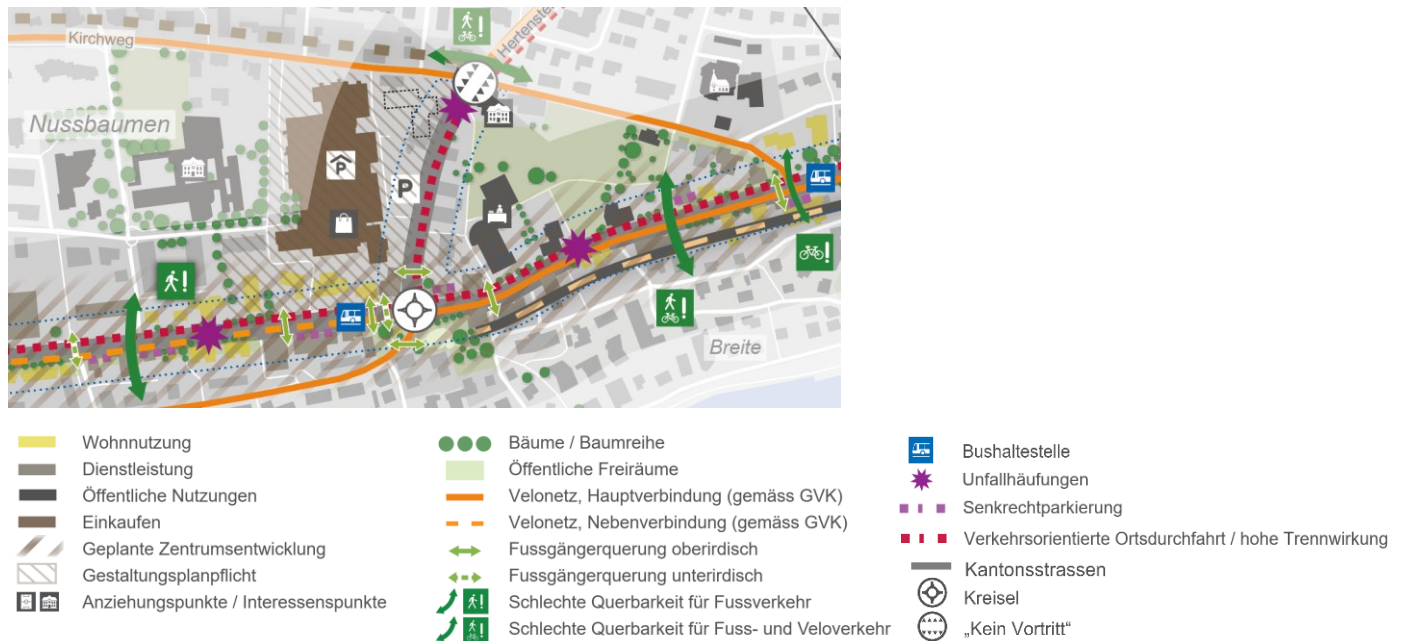 Kirchweg
Hertenste
Nussbaumen
P
P
Breite
Wohnnutzung
Dienstleistung
Öffentliche Nutzungen
Einkaufen
Geplante Zentrumsentwicklung
Gestaltungsplanpflicht
Anziehungspunkte / Interessenspunkte
Bäume / Baumreihe
Öffentliche Freiräume
Velonetz, Hauptverbindung (gemäss GVK)
Velonetz, Nebenverbindung (gemäss GVK)
Fussgängerquerung oberirdisch
Fussgängerquerung unterirdisch
Schlechte Querbarkeit für Fussverkehr
Schlechte Querbarkeit für Fuss- und Veloverkehr
Bushaltestelle
Unfallhäufungen
Senkrechtparkierung
Verkehrsorientierte Ortsdurchfahrt / hohe Trennwirkung
Kantonsstrassen
Kreisel
„Kein Vortritt"